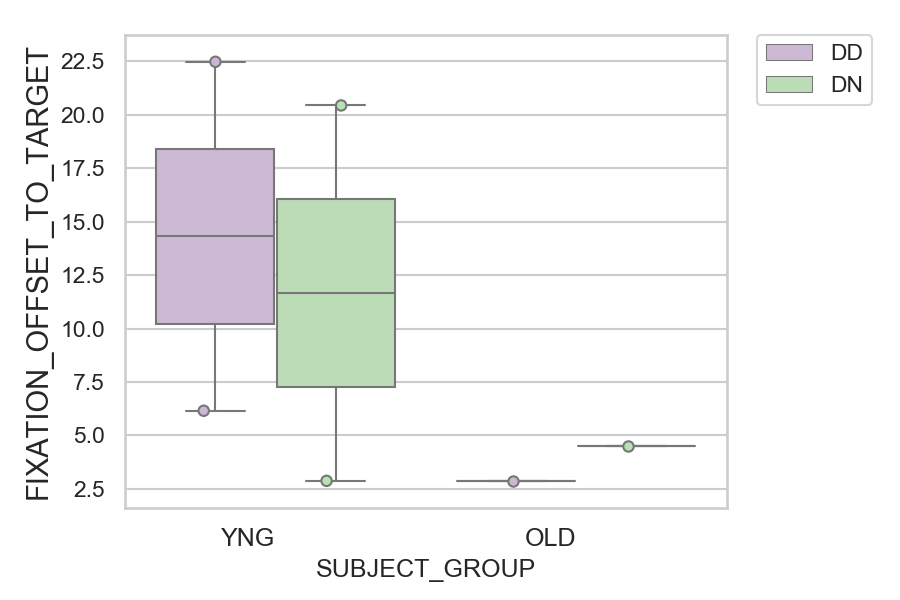 FIXATION_OFFSET_TO_TARGET
22.5
20.0
17.5
15.0
12.5
10.0
7.5
5.0
2.5
YNG
OLD
SUBJECT_GROUP
DD
DN